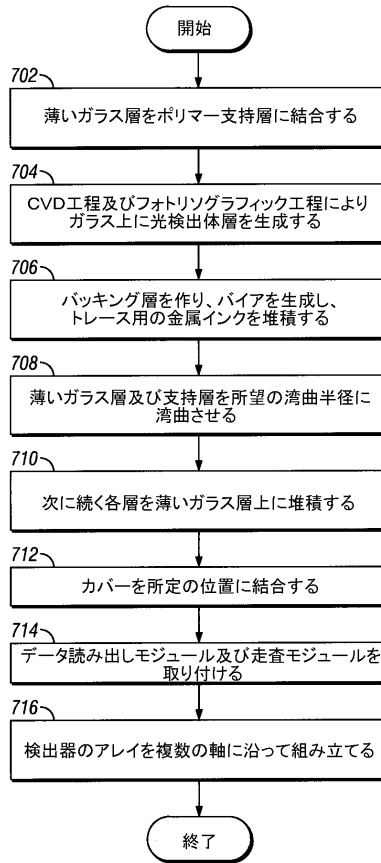 開始
702
薄いガラス層をポリマー支持層に結合する
704
CVD工程及びフォトリソグラフィック工程により
ガラス上に光検出体層を生成する
706
バッキング層を作り、バイアを生成し、
トレース用の金属インクを堆積する
708
薄いガラス層及び支持層を所望の湾曲半径に
湾曲させる
710
次に続く各層を薄いガラス層上に堆積する
712
カバーを所定の位置に結合する
714
データ読み出しモジュール及び走査モジュールを
取り付ける
716
検出器のアレイを複数の軸に沿って組み立てる
終了